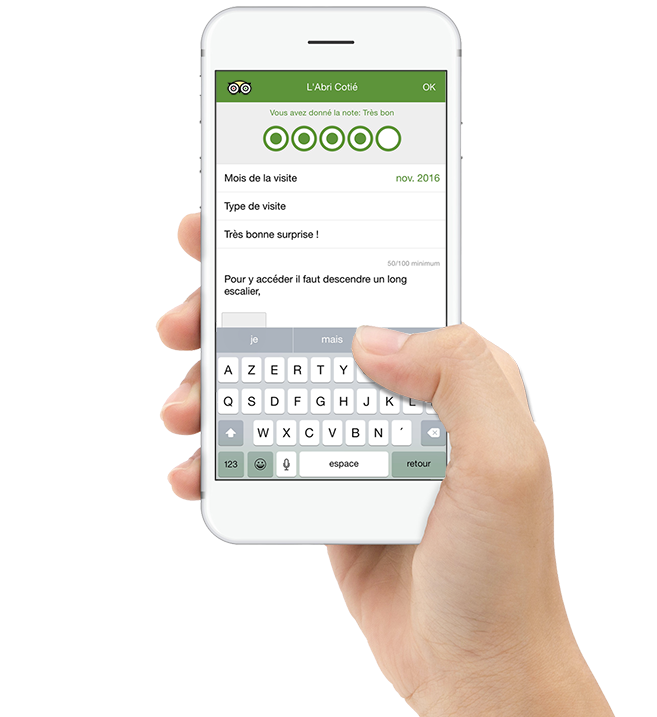 L'Abri Cotié OK
Vous avez donné la note: Très bon
Mois de la visite nov. 2016
Type de visite
Très bonne surprise !
50/100 minimum
Pour y accéder il faut descendre un long
escalier,
je mais
A Z E R T Y
Q S D F G H J K L
W X C V B N ´
123 espace retour